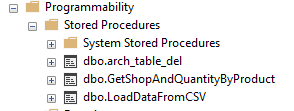 Programmability
Stored Procedures
System Stored Procedures
dbo.arch_table_del
dbo.GetShopAndQuantityByProduct
dbo.LoadDataFromCSV